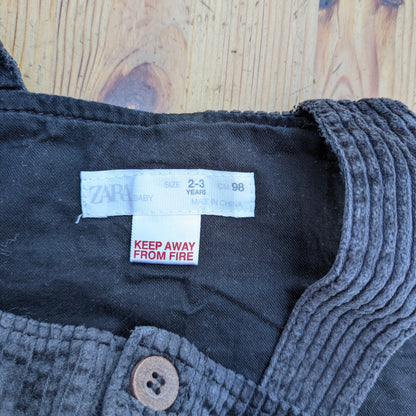 ZARA BABY SIZE 2-3 YEARS CM 98
MADE IN CHINA
KEEP AWAY
FROM FIRE